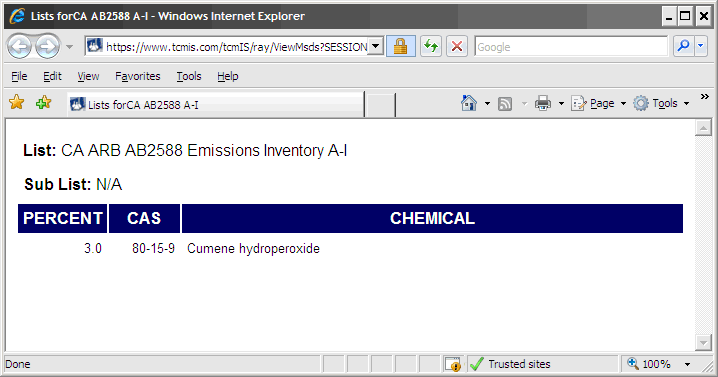 Lists forCA AB2588 A-I - Windows Internet Explorer
https://www.tcmis.com/tcmIS/ray/ViewMsds?SESSION
Google
File Edit View Favorites Tools Help
Lists forCA AB2588 A-I
Page Tools »
List: CA ARB AB2588 Emissions Inventory A-I
Sub List: N/A
PERCENT CAS CHEMICAL
3.0 80-15-9 Cumene hydroperoxide
Done Trusted sites 100%